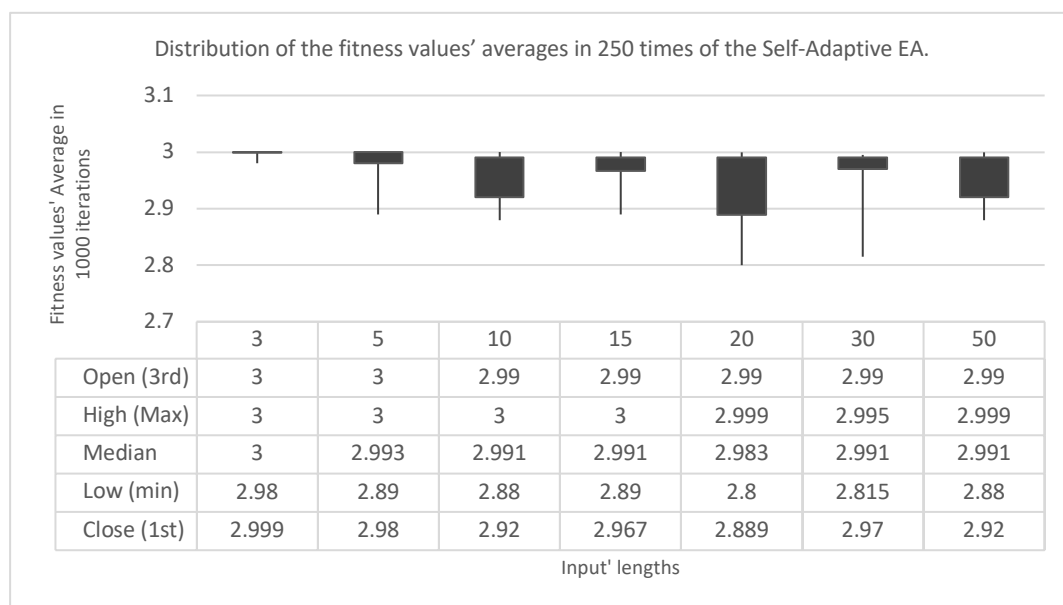 Distribution of the fitness values’ averages in 250 times of the Self-Adaptive EA.
Fitness values' Average in
1000 iterations
3.1
3
2.9
2.8
2.7
3 5 10 15 20 30 50
Open (3rd) 3 3 2.99 2.99 2.99 2.99 2.99
High (Max) 3 3 3 3 2.999 2.995 2.999
Median 3 2.993 2.991 2.991 2.983 2.991 2.991
Low (min) 2.98 2.89 2.88 2.89 2.8 2.815 2.88
Close (1st) 2.999 2.98 2.92 2.967 2.889 2.97 2.92
Input' lengths